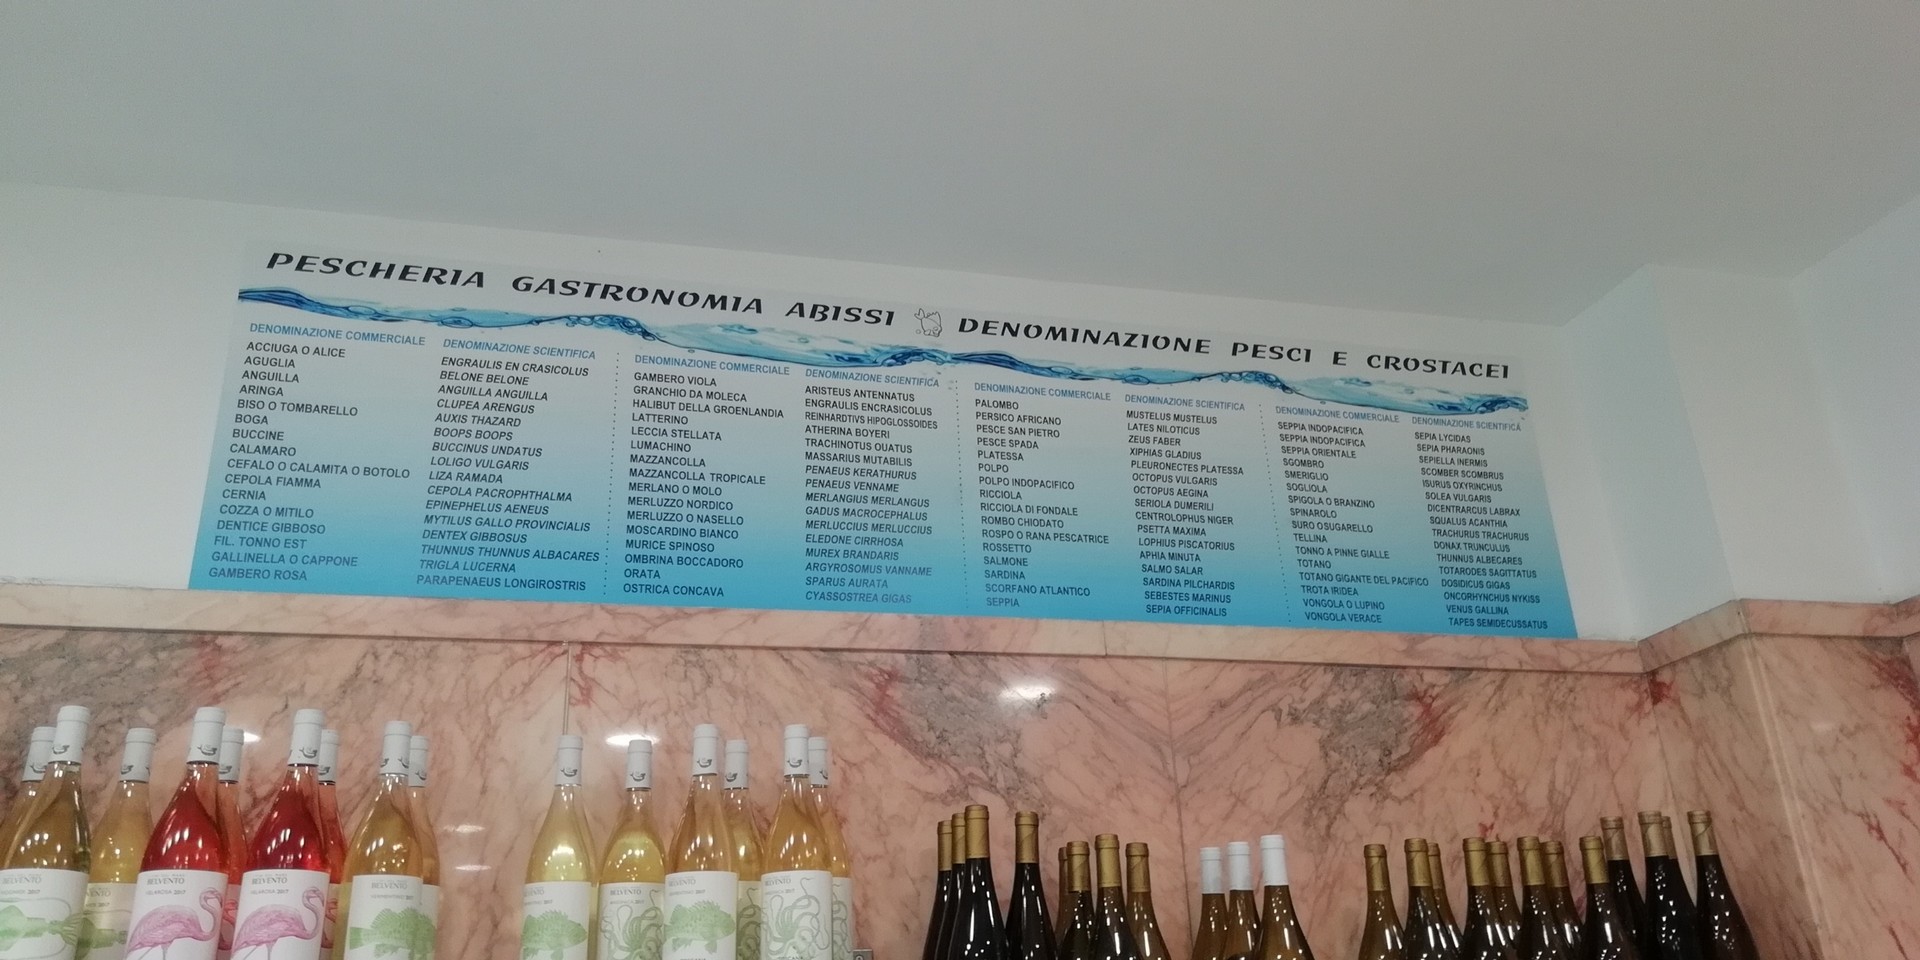 PESCHERIA GASTRONOMIA ABISSI DENOMINAZIONE PESCI E CROSTACEI
DENOMINAZIONE COMMERCIALE
ACCIUGA O ALICE
AGUGLIA
ANGUILLA
ARINGA
BISO O TOMBARELLO
BOGA
BUCCINE
CALAMARO
CEFALO O CALAMITA O BOTOLO
CEPOLA FIAMMA
CERNIA
COZZA O MITILO
DENTICE GIBBOSO
FIL. TONNO EST
GALLINELLA O CAPPONE
GAMBERO ROSA
DENOMINAZIONE SCIENTIFICA
ENGRAULIS EN CRASICOLUS
BELONE BELONE
ANGUILLA ANGUILLA
CLUPEA ARENGUS
AUXIS THAZARD
BOOPS BOOPS
BUCCINUS UNDATUS
LOLIGO VULGARIS
LIZA RAMADA
CEPOLA PACROPHTHALMA
EPINEPHELUS AENEUS
MYTILUS GALLO PROVINCIALIS
DENTEX GIBBOSUS
THUNNUS THUNNUS ALBACARES
TRIGLA LUCERNA
PARAPENAEUS LONGIROSTRIS
DENOMINAZIONE COMMERCIALE
GAMBERO VIOLA
GRANCHIO DA MOLECA
HALIBUT DELLA GROENLANDIA
LATTERINO
LECCIA STELLATA
LUMACHINO
MAZZANCOLLA
MAZZANCOLLA TROPICALE
MERLANO O MOLO
MERLUZZO NORDICO
MERLUZZO O NASELLO
MOSCARDINO BIANCO
MURICE SPINOSO
OMBRINA BOCCADORO
ORATA
OSTRICA CONCAVA
DENOMINAZIONE SCIENTIFICA
ARISTEUS ANTENNATUS
ENGRAULIS ENCRASICOLUS
REINHARDTIVS HIPOGLOSSOIDES
ATHERINA BOYERI
TRACHINOTUS OUATUS
MASSARIUS MUTABILIS
PENAEUS KERATHURUS
PENAEUS VENNAME
MERLANGIUS MERLANGUS
GADUS MACROCEPHALUS
MERLUCCIUS MERLUCCIUS
ELEDONE CIRRHOSA
MUREX BRANDARIS
ARGYROSOMUS VANNAME
SPARUS AURATA
CYASSOSTREA GIGAS
DENOMINAZIONE COMMERCIALE
PALOMBO
PERSICO AFRICANO
PESCE SAN PIETRO
PESCE SPADA
PLATESSA
POLPO
POLPO INDOPACIFICO
RICCIOLA
RICCIOLA DI FONDALE
ROMBO CHIODATO
ROSPO O RANA PESCATRICE
ROSSETTO
SALMONE
SARDINA
SCORFANO ATLANTICO
SEPPIA
DENOMINAZIONE SCIENTIFICA
MUSTELUS MUSTELUS
LATES NILOTICUS
ZEUS FABER
XIPHIAS GLADIUS
PLEURONECTES PLATESSA
OCTOPUS VULGARIS
OCTOPUS AEGINA
SERIOLA DUMERILI
CENTROLOPHUS NIGER
PSETTA MAXIMA
LOPHIUS PISCATORIUS
APHIA MINUTA
SALMO SALAR
SARDINA PILCHARDIS
SEBESTES MARINUS
SEPIA OFFICINALIS
DENOMINAZIONE COMMERCIALE
SEPPIA INDOPACIFICA
SEPPIA INDOPACIFICA
SEPPIA ORIENTALE
SGOMBRO
SMERIGLIO
SOGLIOLA
SPIGOLA O BRANZINO
SPINAROLO
SURO O SUGARELLO
TELLINA
TONNO A PINNE GIALLE
TOTANO
TOTANO GIGANTE DEL PACIFICO
TROTA IRIDEA
VONGOLA O LUPINO
VONGOLA VERACE
DENOMINAZIONE SCIENTIFICA
SEPIA LYCIDAS
SEPIA PHARAONIS
SEPIELLA INERMIS
SCOMBER SCOMBRUS
ISURUS OXYRINCHUS
SOLEA VULGARIS
DICENTRARCUS LABRAX
SQUALUS ACANTHIA
TRACHURUS TRACHURUS
DONAX TRUNCULUS
THUNNUS ALBECARES
TOTARODES SAGITTATUS
DOSIDICUS GIGAS
ONCORHYNCHUS NYKISS
VENUS GALLINA
TAPES SEMIDECUSSATUS
BELVENTO
BELVENTO
BELVENTO
BELVENTO
BELVENTO
BELVENTO